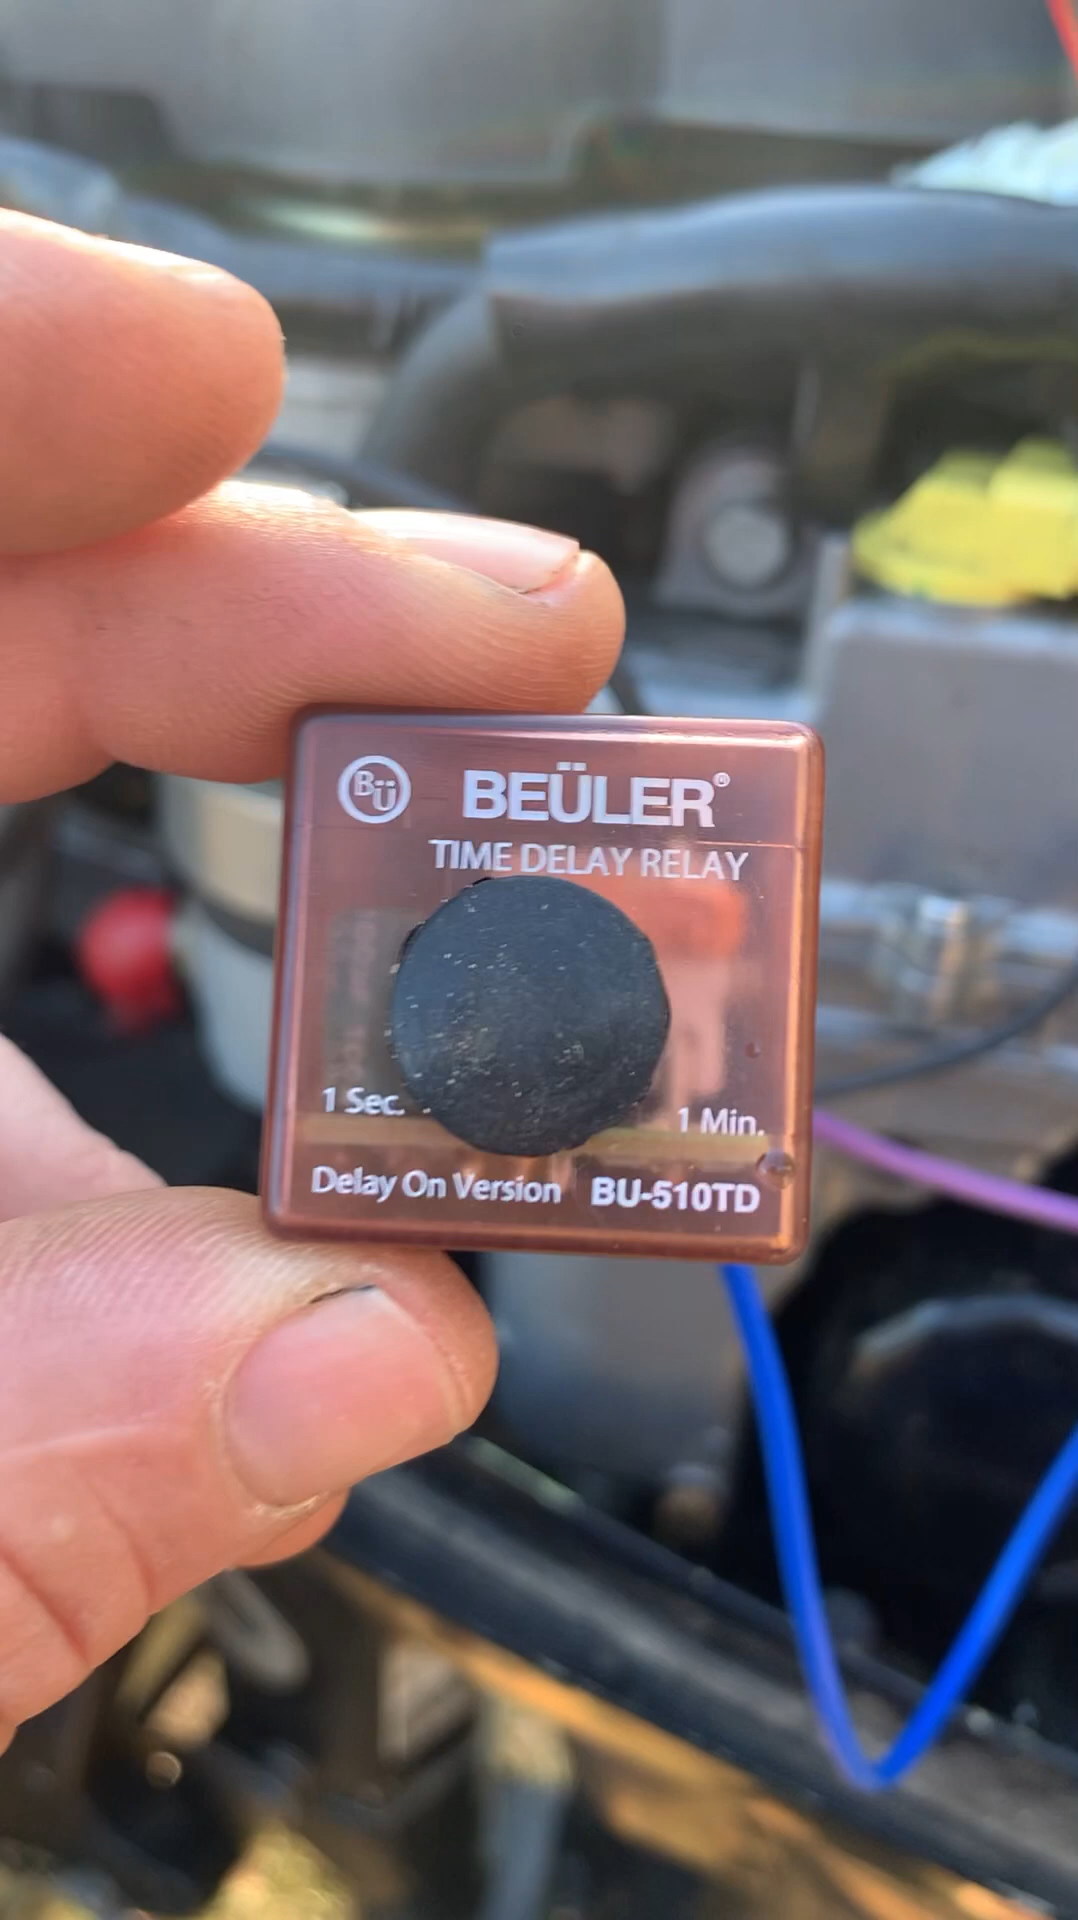 BÜ BEÜLER®
TIME DELAY RELAY
1 Sec. 1 Min.
Delay On Version BU-510TD